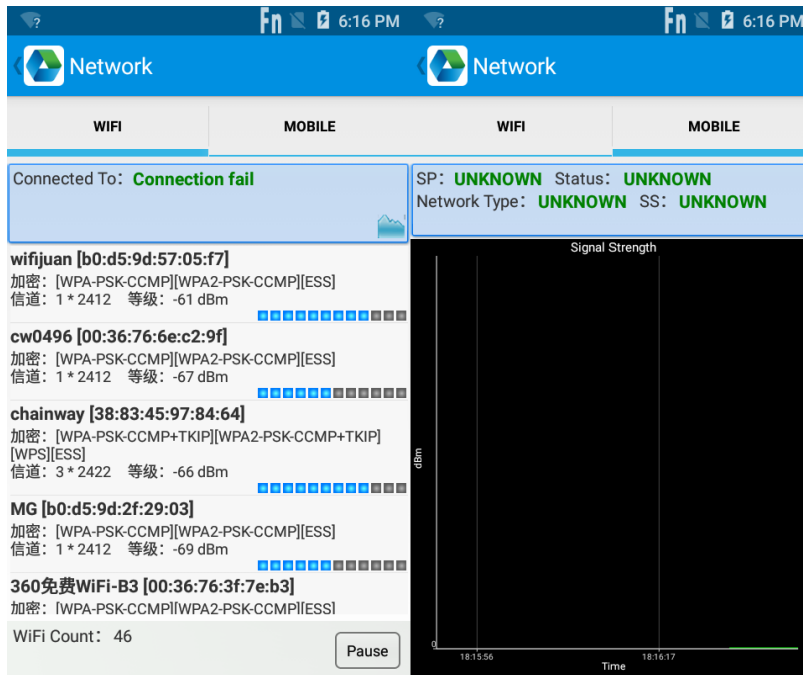 Fn 6:16 PM
Network
WIFI MOBILE
Connected To: Connection fail
wifijuan [b0:d5:9d:57:05:f7]
加密: [WPA-PSK-CCMP][WPA2-PSK-CCMP][ESS]
信道: 1 * 2412 等级: -61 dBm
cw0496 [00:36:76:6e:c2:9f]
加密: [WPA-PSK-CCMP][WPA2-PSK-CCMP][ESS]
信道: 1 * 2412 等级: -67 dBm
chainway [38:83:45:97:84:64]
加密: [WPA-PSK-CCMP+TKIP][WPA2-PSK-CCMP+TKIP]
[WPS][ESS]
信道: 3 * 2422 等级: -66 dBm
MG [b0:d5:9d:2f:29:03]
加密: [WPA-PSK-CCMP][WPA2-PSK-CCMP][ESS]
信道: 1 * 2412 等级: -69 dBm
360免费WiFi-B3 [00:36:76:3f:7e:b3]
加密: [WPA-PSK-CCMP][WPA2-PSK-CCMP][ESS]
WiFi Count: 46
Pause
Fn 6:16 PM
Network
WIFI MOBILE
SP: UNKNOWN Status: UNKNOWN
Network Type: UNKNOWN SS: UNKNOWN
Signal Strength
dBm
0
18:15:56 18:16:17
Time